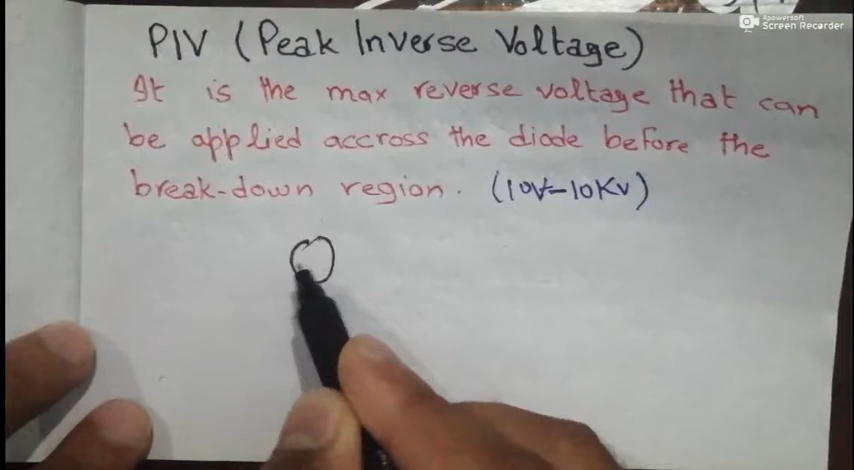 Apowersoft
Screen Recorder
PIV (Peak Inverse Voltage)
It is the max reverse voltage that can
be applied accross the diode before the
break-down region. (10V-10KV)